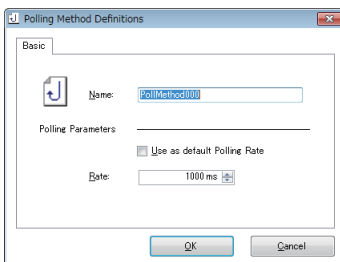 Polling Method Definitions
Basic
Name: PollMethod000
Polling Parameters
Use as default Polling Rate
Rate: 1000 ms
OK Cancel